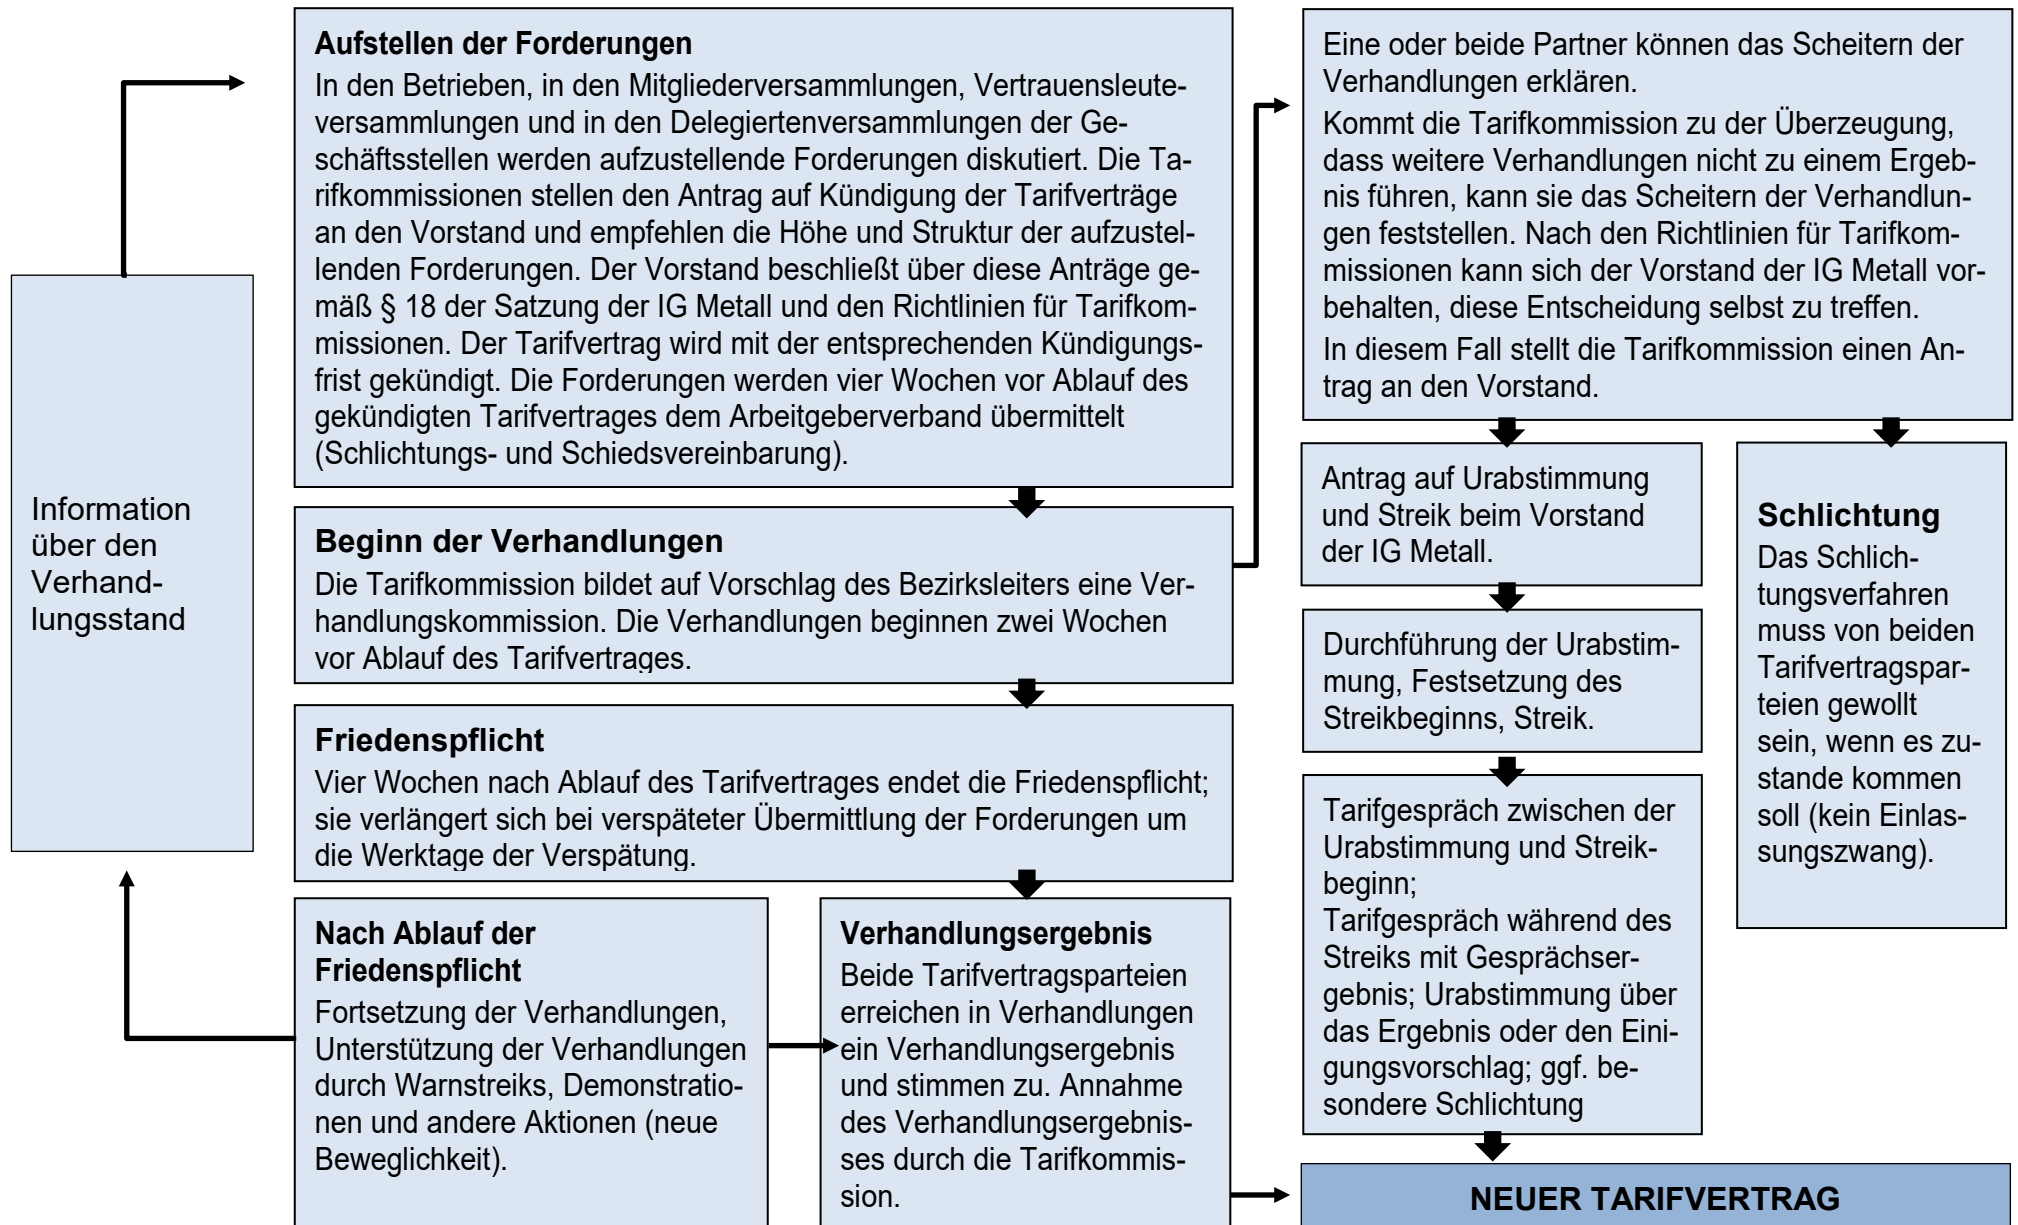 Information
über den
Verhand-
lungsstand
Aufstellen der Forderungen
In den Betrieben, in den Mitgliederversammlungen, Vertrauensleute-
versammlungen und in den Delegiertenversammlungen der Ge-
schäftsstellen werden aufzustellende Forderungen diskutiert. Die Ta-
rifkommissionen stellen den Antrag auf Kündigung der Tarifverträge
an den Vorstand und empfehlen die Höhe und Struktur der aufzustel-
lenden Forderungen. Der Vorstand beschließt über diese Anträge ge-
mäß § 18 der Satzung der IG Metall und den Richtlinien für Tarifkom-
missionen. Der Tarifvertrag wird mit der entsprechenden Kündigungs-
frist gekündigt. Die Forderungen werden vier Wochen vor Ablauf des
gekündigten Tarifvertrages dem Arbeitgeberverband übermittelt
(Schlichtungs- und Schiedsvereinbarung).
Beginn der Verhandlungen
Die Tarifkommission bildet auf Vorschlag des Bezirksleiters eine Ver-
handlungskommission. Die Verhandlungen beginnen zwei Wochen
vor Ablauf des Tarifvertrages.
Friedenspflicht
Vier Wochen nach Ablauf des Tarifvertrages endet die Friedenspflicht;
sie verlängert sich bei verspäteter Übermittlung der Forderungen um
die Werktage der Verspätung.
Nach Ablauf der
Friedenspflicht
Fortsetzung der Verhandlungen,
Unterstützung der Verhandlungen
durch Warnstreiks, Demonstratio-
nen und andere Aktionen (neue
Beweglichkeit).
Verhandlungsergebnis
Beide Tarifvertragsparteien
erreichen in Verhandlungen
ein Verhandlungsergebnis
und stimmen zu. Annahme
des Verhandlungsergebnis-
ses durch die Tarifkommis-
sion.
Eine oder beide Partner können das Scheitern der
Verhandlungen erklären.
Kommt die Tarifkommission zu der Überzeugung,
dass weitere Verhandlungen nicht zu einem Ergeb-
nis führen, kann sie das Scheitern der Verhandlun-
gen feststellen. Nach den Richtlinien für Tarifkom-
missionen kann sich der Vorstand der IG Metall vor-
behalten, diese Entscheidung selbst zu treffen.
In diesem Fall stellt die Tarifkommission einen An-
trag an den Vorstand.
Antrag auf Urabstimmung
und Streik beim Vorstand
der IG Metall.
Durchführung der Urabstim-
mung, Festsetzung des
Streikbeginns, Streik.
Tarifgespräch zwischen der
Urabstimmung und Streik-
beginn;
Tarifgespräch während des
Streiks mit Gesprächser-
gebnis; Urabstimmung über
das Ergebnis oder den Eini-
gungsvorschlag; ggf. be-
sondere Schlichtung
Schlichtung
Das Schlich-
tungsverfahren
muss von beiden
Tarifvertragspar-
teien gewollt
sein, wenn es zu-
stande kommen
soll (kein Einlas-
sungszwang).
NEUER TARIFVERTRAG